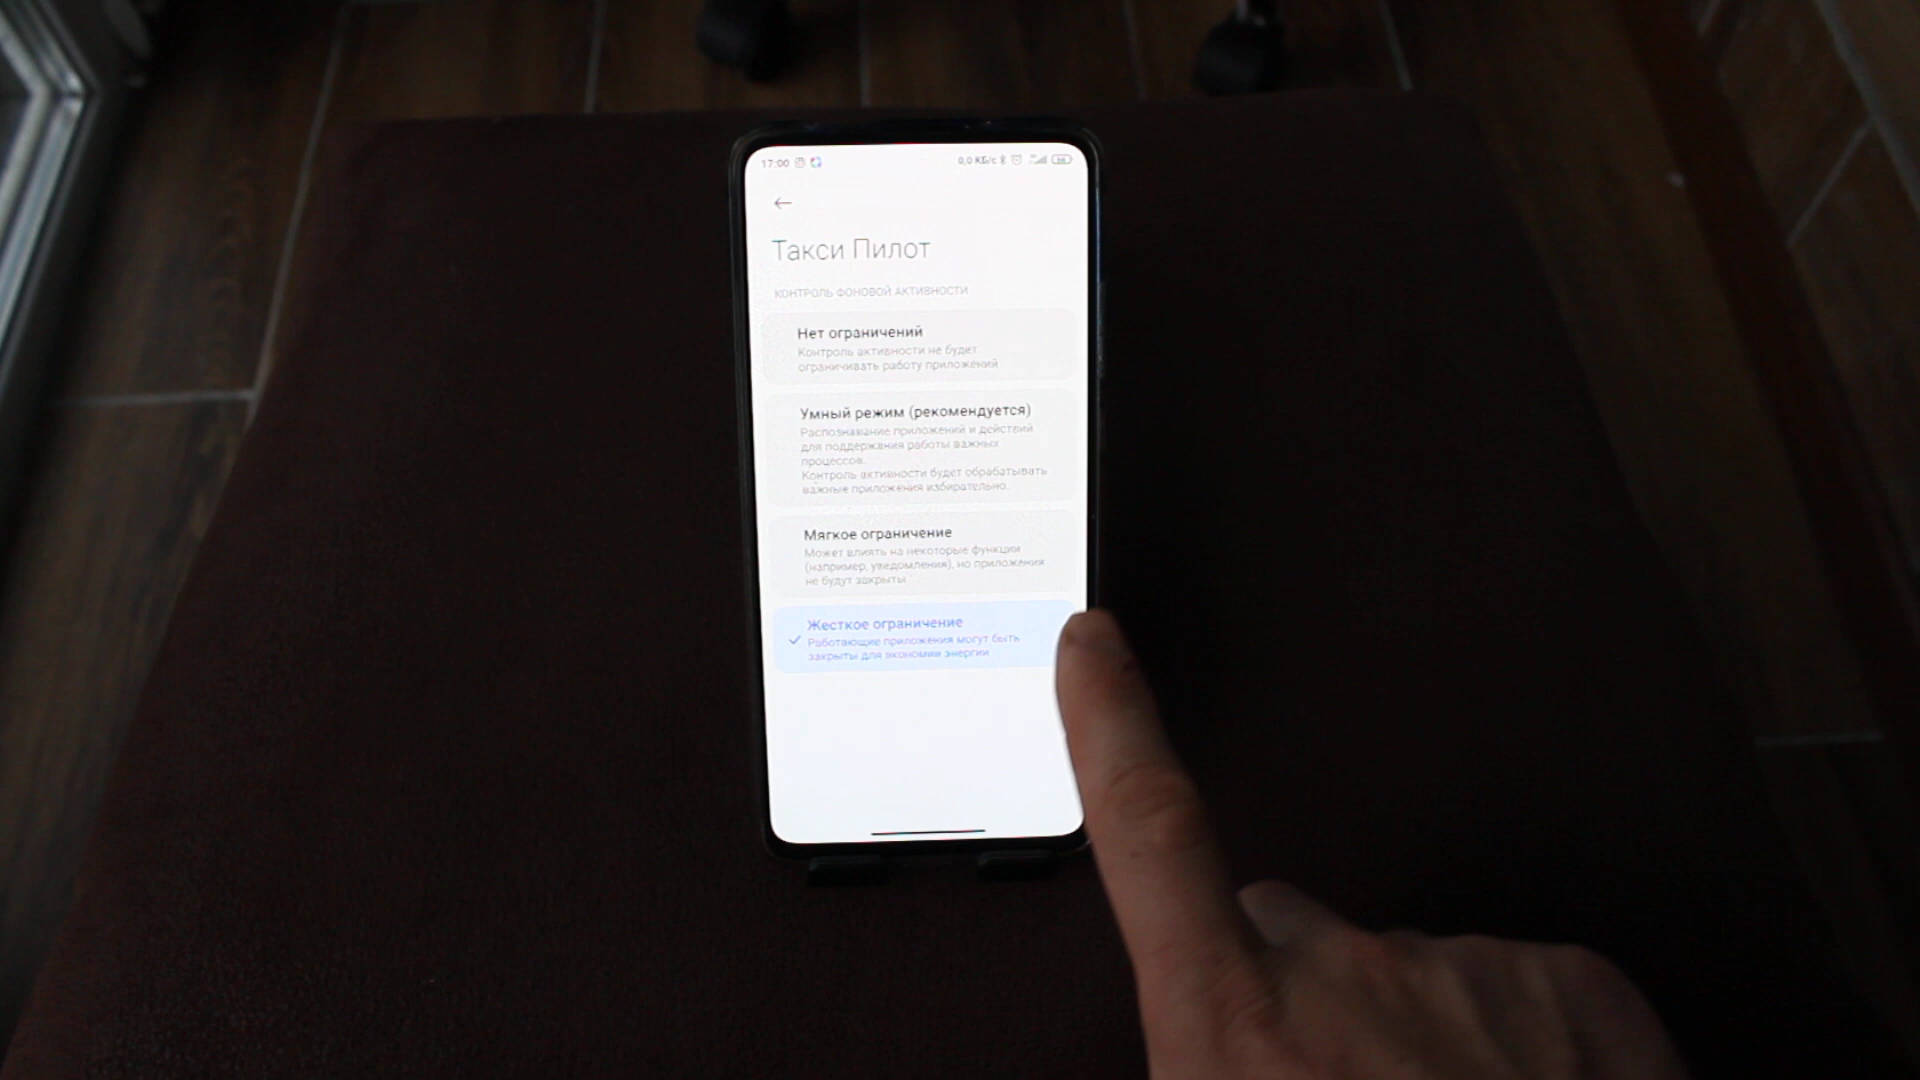 17:00
0,0 КБ/с
Такси Пилот
КОНТРОЛЬ ФОНОВОЙ АКТИВНОСТИ
Нет ограничений
Контроль активности не будет
ограничивать работу приложений
Умный режим (рекомендуется)
Распознавание приложений и действий
для поддержания работы важных
процессов.
Контроль активности будет обрабатывать
важные приложения избирательно.
Мягкое ограничение
Может влиять на некоторые функции
(например, уведомления), но приложения
не будут закрыты
Жесткое ограничение
Работающие приложения могут быть
закрыты для экономии энергии